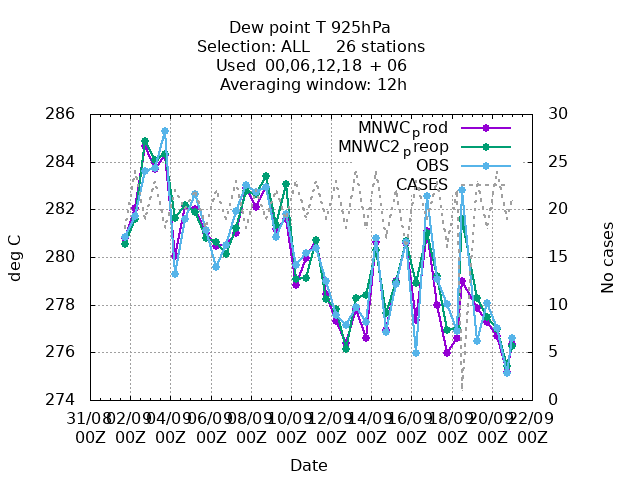 Dew point T 925hPa
Selection: ALL 26 stations
Used 00,06,12,18 + 06
Averaging window: 12h
286
284
282
280
278
276
274
30
25
20
15
10
5
0
MNWCprod
MNWC2preop
OBS
CASES
deg C
No cases
31/08 02/09 04/09 06/09 08/09 10/09 12/09 14/09 16/09 18/09 20/09 22/09
00Z 00Z 00Z 00Z 00Z 00Z 00Z 00Z 00Z 00Z 00Z 00Z
Date